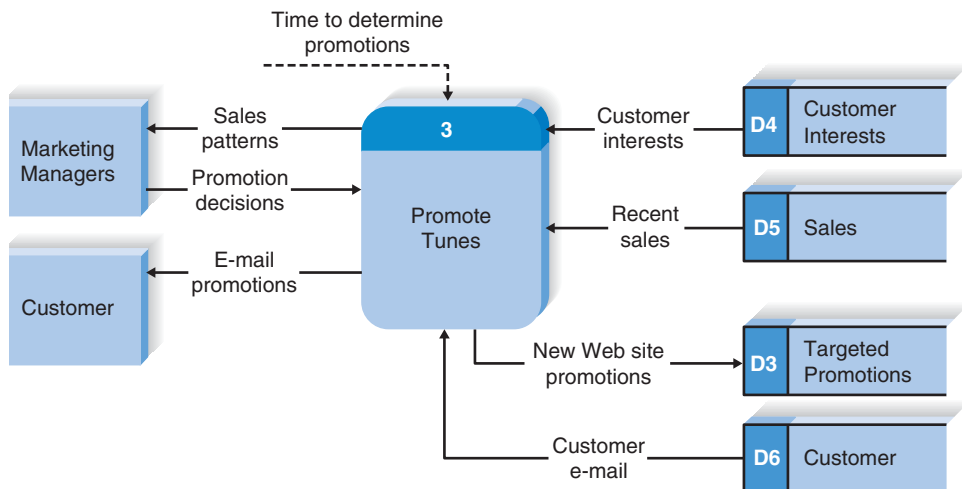 Time to determine
promotions
Marketing
Managers
Sales
patterns
Promotion
decisions
3
Promote
Tunes
Customer
interests
D4
Customer
Interests
Recent
sales
D5
Sales
Customer
E-mail
promotions
New Web site
promotions
D3
Targeted
Promotions
Customer
e-mail
D6
Customer